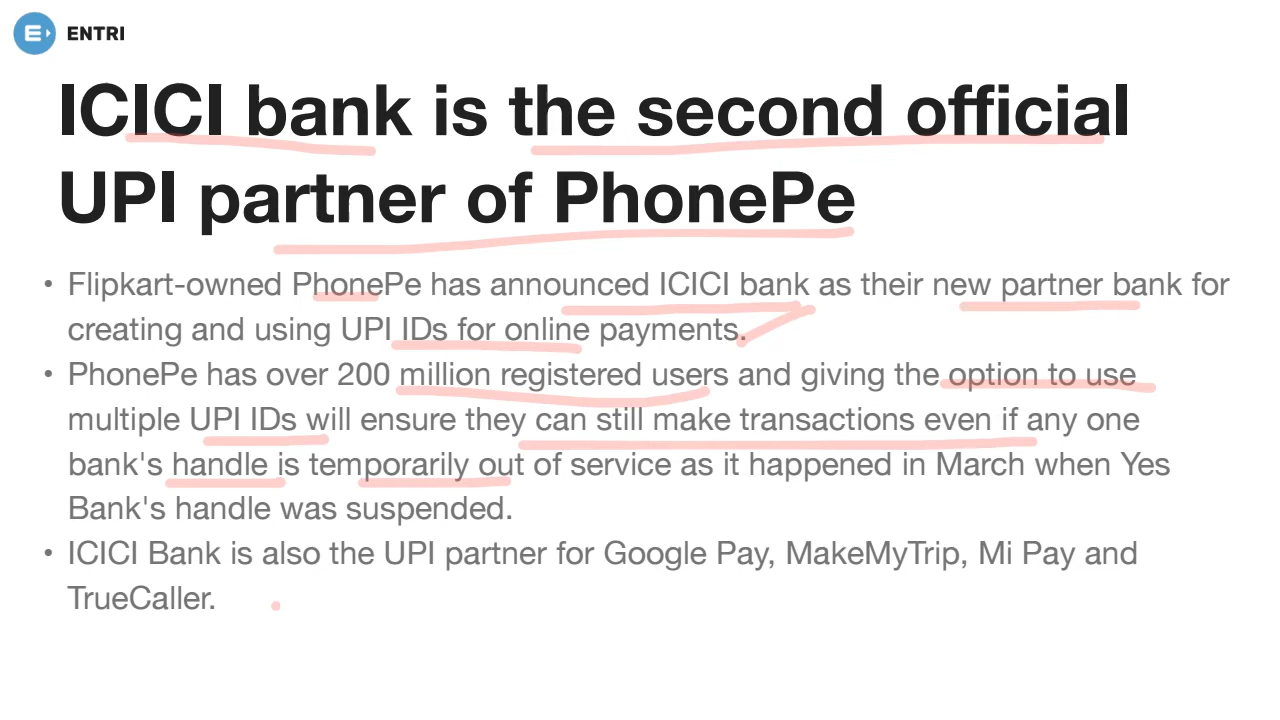 ENTRI
ICICI bank is the second official
UPI partner of PhonePe
• Flipkart-owned PhonePe has announced ICICI bank as their new partner bank for
creating and using UPI IDs for online payments.
• PhonePe has over 200 million registered users and giving the option to use
multiple UPI IDs will ensure they can still make transactions even if any one
bank's handle is temporarily out of service as it happened in March when Yes
Bank's handle was suspended.
• ICICI Bank is also the UPI partner for Google Pay, MakeMyTrip, Mi Pay and
TrueCaller.